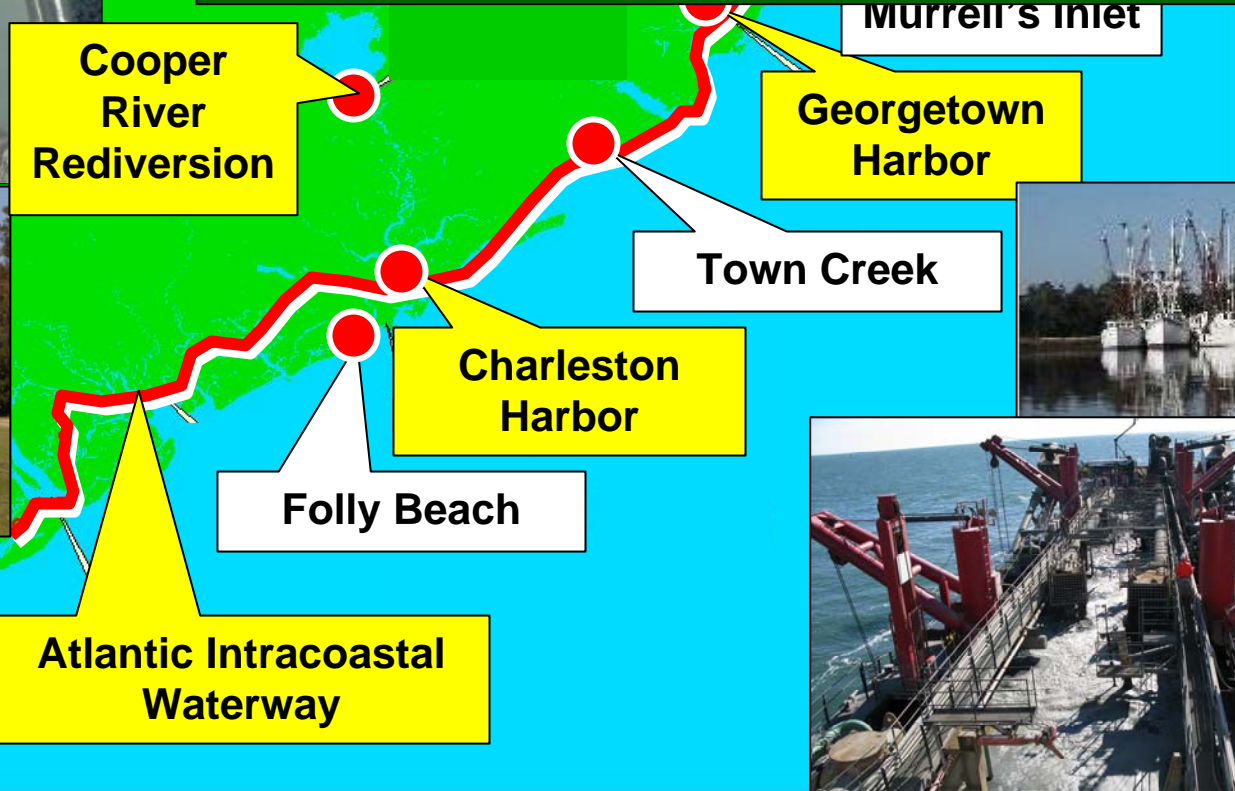 Murrell's Inlet
Cooper
River
Rediversion
Georgetown
Harbor
Town Creek
Charleston
Harbor
Folly Beach
Atlantic Intracoastal
Waterway